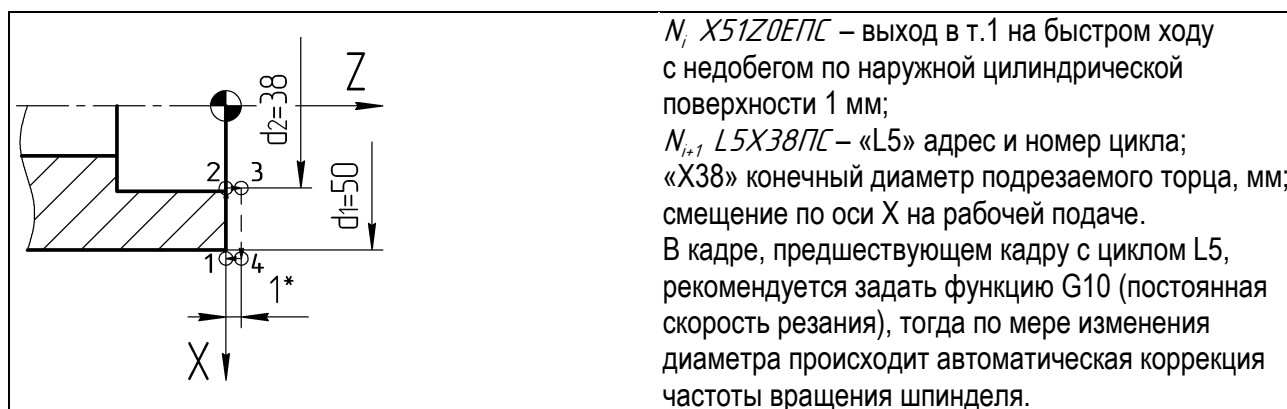 Z
d2=38
d1=50
2
3
1
4
1*
X
Ni X51Z0ЕПС – выход в т.1 на быстром ходу
с недобегом по наружной цилиндрической
поверхности 1 мм;
Ni+1 L5X38ПС – «L5» адрес и номер цикла;
«X38» конечный диаметр подрезаемого торца, мм;
смещение по оси X на рабочей подаче.
В кадре, предшествующем кадру с циклом L5,
рекомендуется задать функцию G10 (постоянная
скорость резания), тогда по мере изменения
диаметра происходит автоматическая коррекция
частоты вращения шпинделя.